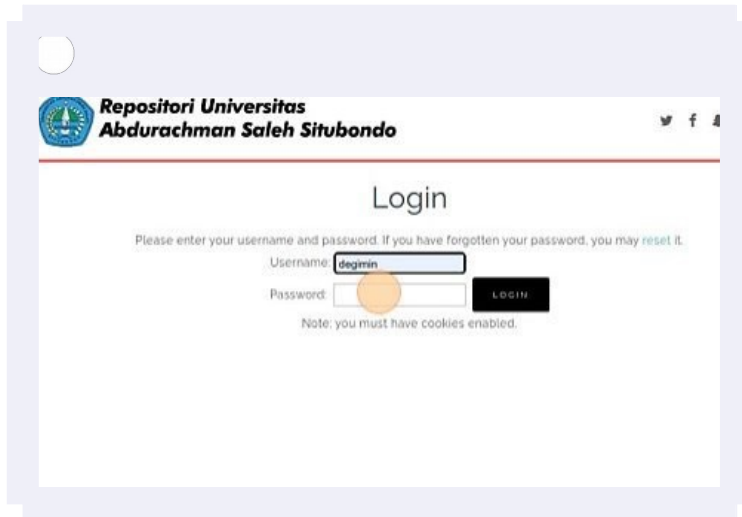 Repositori Universitas
Abdurachman Saleh Situbondo
Login
Please enter your username and password. If you have forgotten your password, you may reset it.
Username: degimin
Password: LOGIN
Note: you must have cookies enabled.